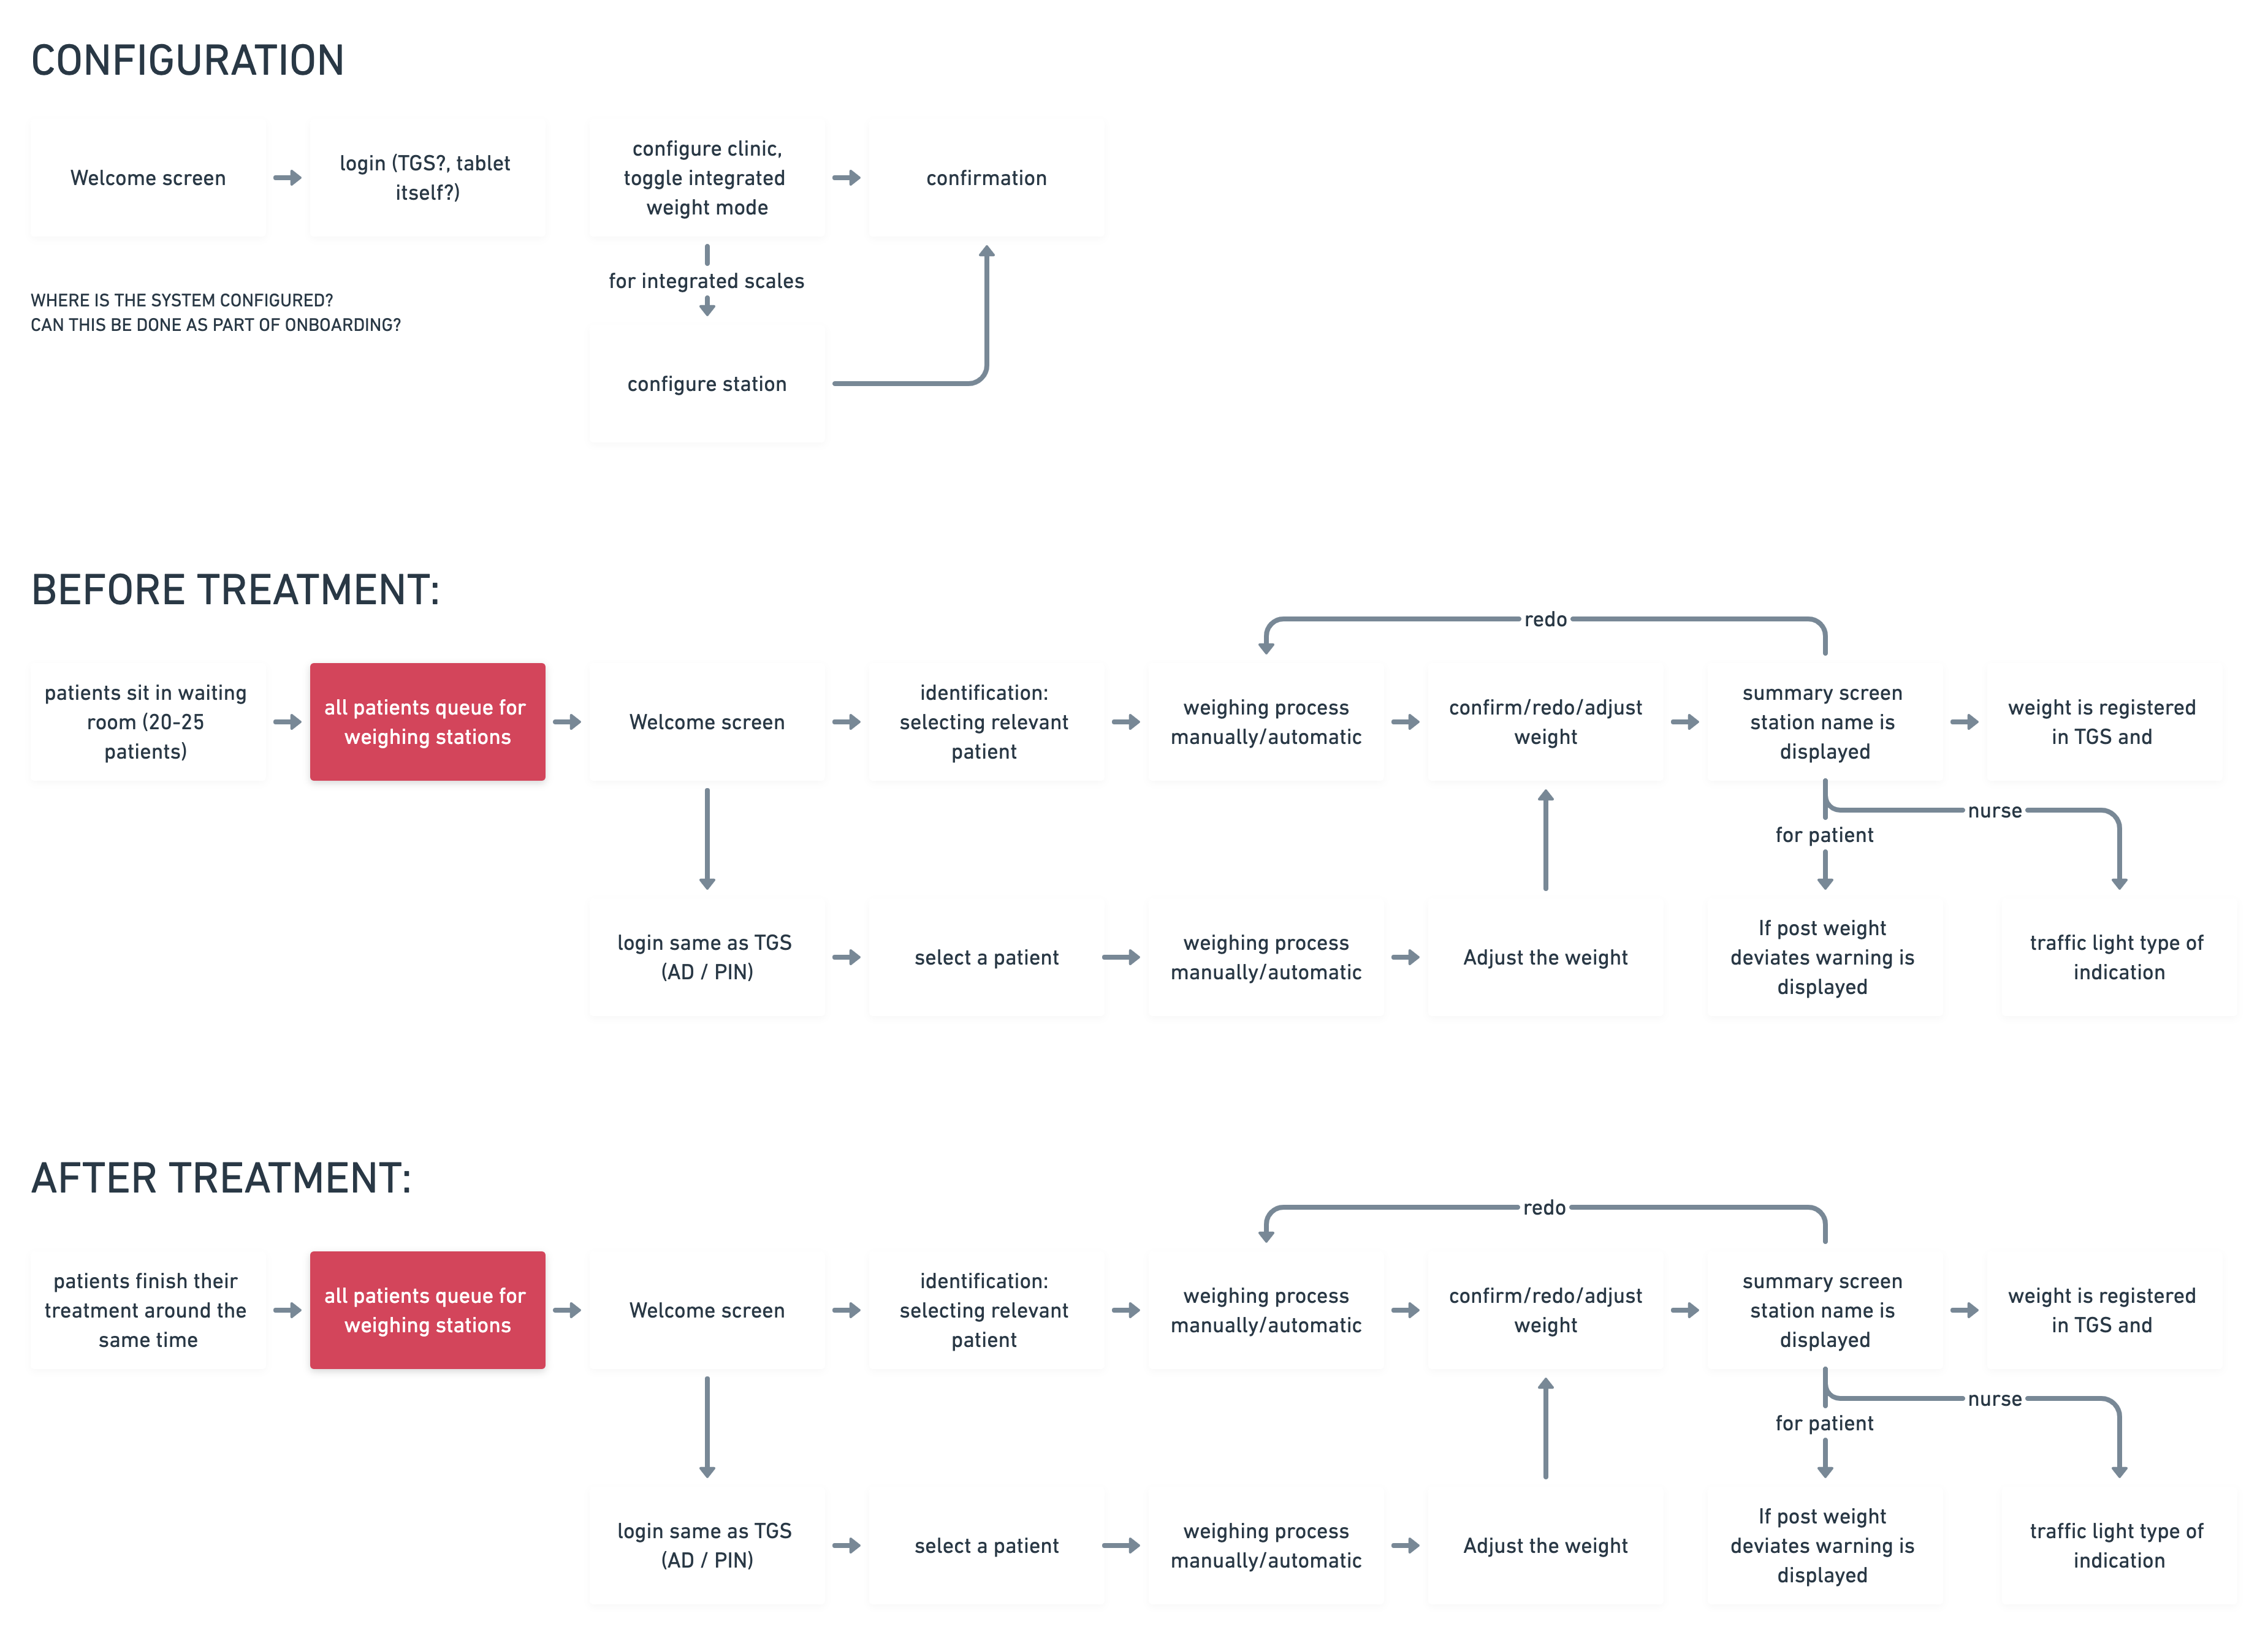 CONFIGURATION
Welcome screen
login (TGS?, tablet
itself?)
configure clinic,
toggle integrated
weight mode
confirmation
for integrated scales
WHERE IS THE SYSTEM CONFIGURED?
CAN THIS BE DONE AS PART OF ONBOARDING?
configure station
BEFORE TREATMENT:
redo
patients sit in waiting
room (20-25
patients)
all patients queue for
weighing stations
Welcome screen
identification:
selecting relevant
patient
weighing process
manually/automatic
confirm/redo/adjust
weight
summary screen
station name is
displayed
weight is registered
in TGS and
nurse
for patient
login same as TGS
(AD / PIN)
select a patient
weighing process
manually/automatic
Adjust the weight
If post weight
deviates warning is
displayed
traffic light type of
indication
AFTER TREATMENT:
redo
patients finish their
treatment around the
same time
all patients queue for
weighing stations
Welcome screen
identification:
selecting relevant
patient
weighing process
manually/automatic
confirm/redo/adjust
weight
summary screen
station name is
displayed
weight is registered
in TGS and
nurse
for patient
login same as TGS
(AD / PIN)
select a patient
weighing process
manually/automatic
Adjust the weight
If post weight
deviates warning is
displayed
traffic light type of
indication